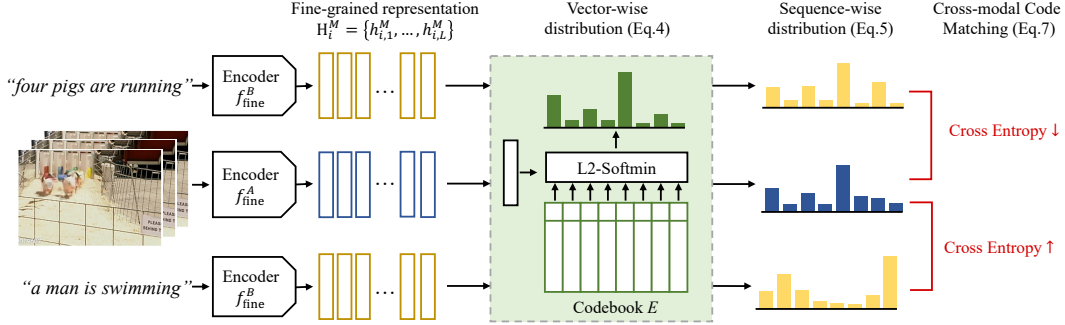 Fine-grained representation
H_i^M = {h_{i,1}^M, …, h_{i,L}^M}
Vector-wise
distribution (Eq.4)
Sequence-wise
distribution (Eq.5)
Cross-modal Code
Matching (Eq.7)
“four pigs are running”
Encoder
f_fine^B
...
Encoder
f_fine^A
...
“a man is swimming”
Encoder
f_fine^B
...
L2-Softmin
Codebook E
Cross Entropy ↓
Cross Entropy ↑
PLEASE
BEHIND T